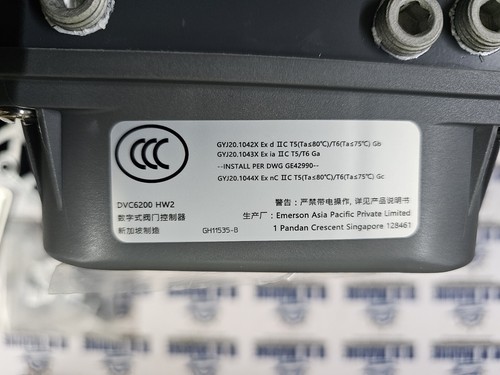 GYJ20.1042X Ex d ⅡC T5(Ta≤80℃)/T6(Ta≤75℃) Gb
GYJ20.1043X Ex ia ⅡC T5/T6 Ga
--INSTALL PER DWG GE42990--
GYJ20.1044X Ex nC ⅡC T5(Ta≤80℃)/T6(Ta≤75℃) Gc
CCC
DVC6200 HW2
数字式阀门控制器
新加坡制造
GH11535-B
警告：严禁带电操作, 详见产品说明书
生产厂：Emerson Asia Pacific Private Limited
1 Pandan Crescent Singapore 128461